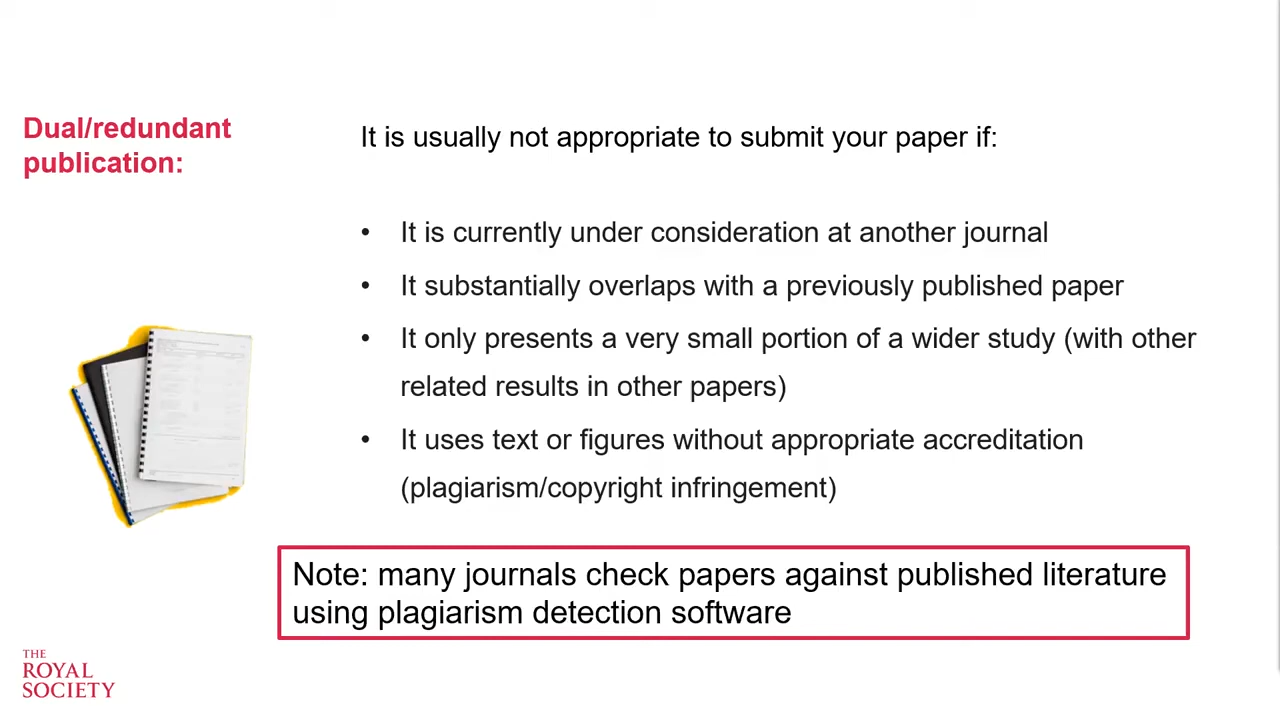 Dual/redundant
publication:
It is usually not appropriate to submit your paper if:
• It is currently under consideration at another journal
• It substantially overlaps with a previously published paper
• It only presents a very small portion of a wider study (with other
related results in other papers)
• It uses text or figures without appropriate accreditation
(plagiarism/copyright infringement)
Note: many journals check papers against published literature
using plagiarism detection software
THE
ROYAL
SOCIETY